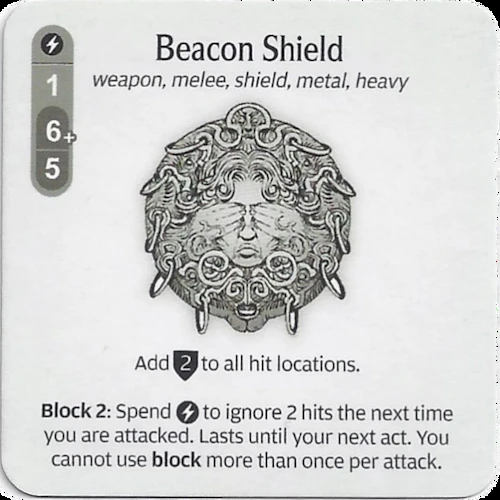 Beacon Shield
weapon, melee, shield, metal, heavy
1
6+
5
Add 2 to all hit locations.
Block 2: Spend to ignore 2 hits the next time
you are attacked. Lasts until your next act. You
cannot use block more than once per attack.